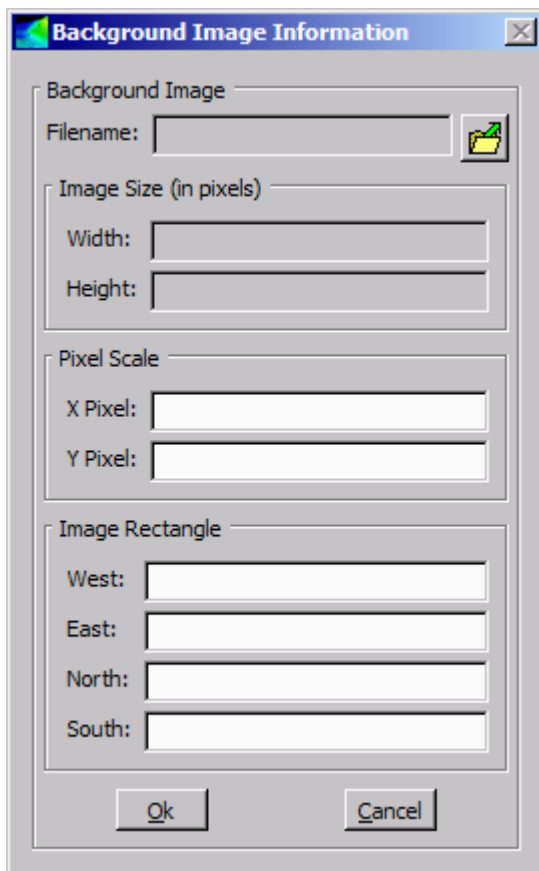 Background Image Information
Background Image
Filename:
Image Size (in pixels)
Width:
Height:
Pixel Scale
X Pixel:
Y Pixel:
Image Rectangle
West:
East:
North:
South:
Ok
Cancel